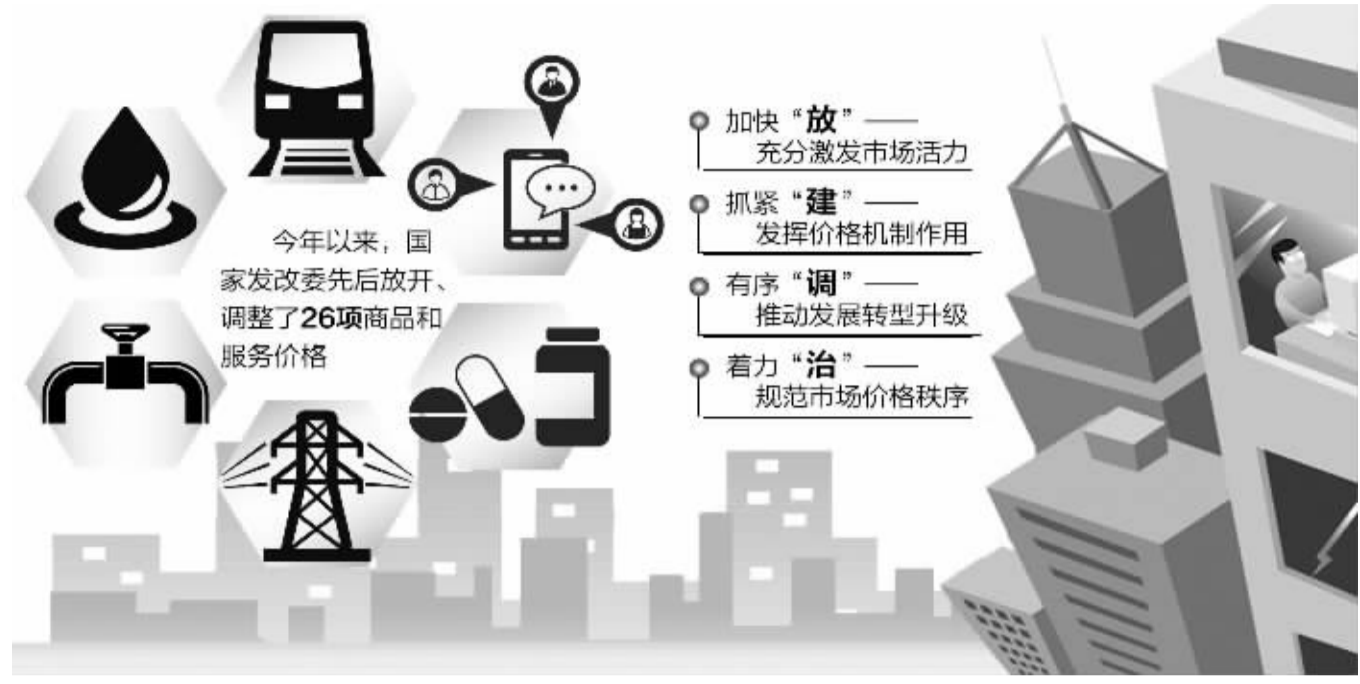 今年以来，国
家发改委先后放开、
调整了26项商品和
服务价格
加快“放”——
充分激发市场活力
抓紧“建”——
发挥价格机制作用
有序“调”——
推动发展转型升级
着力“治”——
规范市场价格秩序